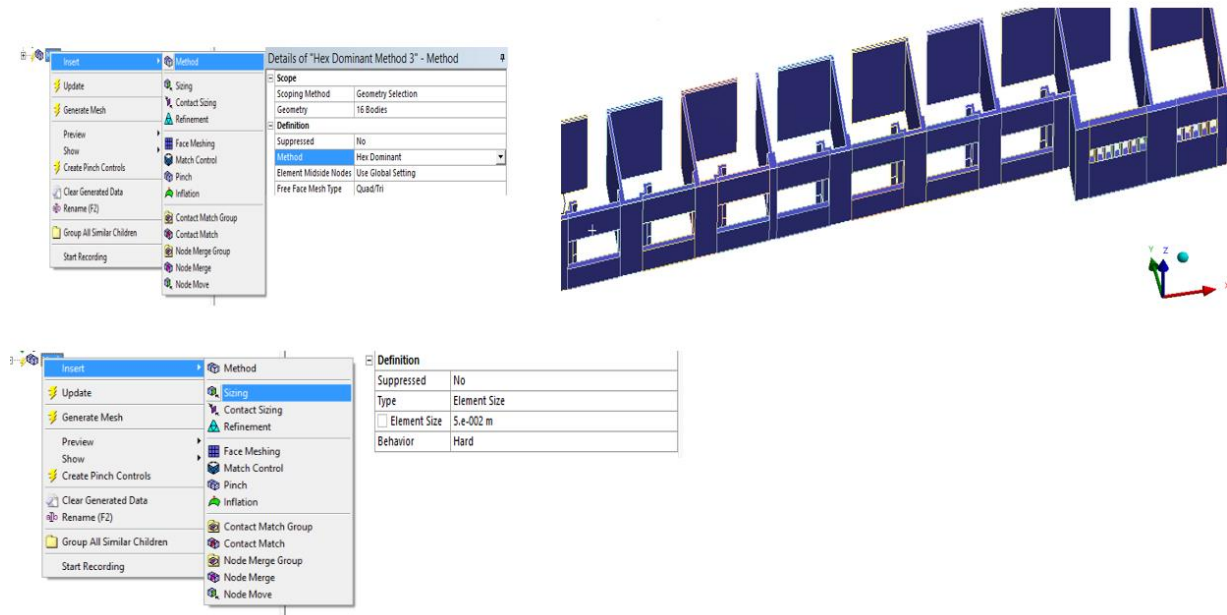 Insert
Update
Generate Mesh
Preview
Show
Create Pinch Controls
Clear Generated Data
Rename (F2)
Group All Similar Children
Start Recording
Method
Sizing
Contact Sizing
Refinement
Face Meshing
Match Control
Pinch
Inflation
Contact Match Group
Contact Match
Node Merge Group
Node Merge
Node Move
Details of "Hex Dominant Method 3" - Method
Scope
Scoping Method Geometry Selection
Geometry 16 Bodies
Definition
Suppressed No
Method Hex Dominant
Element Midside Nodes Use Global Setting
Free Face Mesh Type Quad/Tri
Y Z
X
Insert
Update
Generate Mesh
Preview
Show
Create Pinch Controls
Clear Generated Data
Rename (F2)
Group All Similar Children
Start Recording
Method
Sizing
Contact Sizing
Refinement
Face Meshing
Match Control
Pinch
Inflation
Contact Match Group
Contact Match
Node Merge Group
Node Merge
Node Move
Definition
Suppressed No
Type Element Size
Element Size 5.e-002 m
Behavior Hard